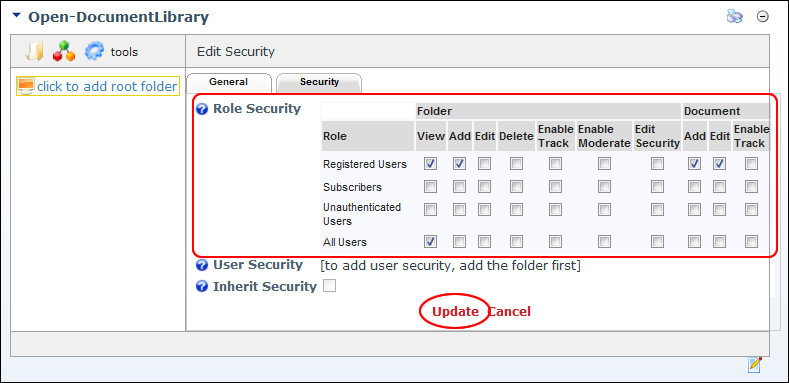 Open-DocumentLibrary
tools
Edit Security
click to add root folder
General
Security
Role Security
Folder
Document
Role
View
Add
Edit
Delete
Enable Track
Enable Moderate
Edit Security
Add
Edit
Enable Track
Registered Users
Subscribers
Unauthenticated Users
All Users
User Security [to add user security, add the folder first]
Inherit Security
Update Cancel